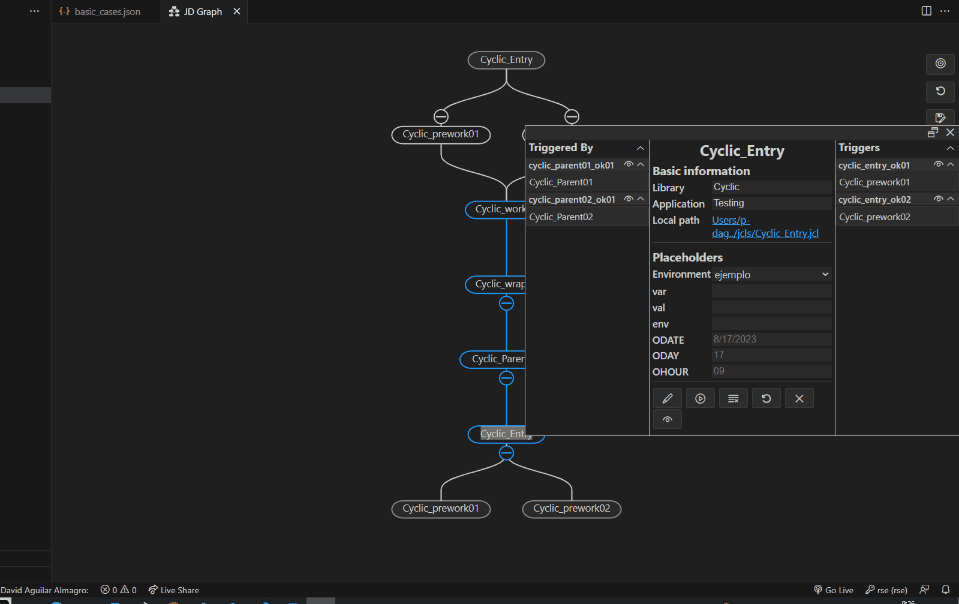 basic_cases.json
JD Graph
Cyclic_Entry
Cyclic_prework01
Cyclic_work
Cyclic_wrap
Cyclic_Paren
Cyclic_Entry
Cyclic_prework01
Cyclic_prework02
Triggered By
cyclic_parent01_ok01
Cyclic_Parent01
cyclic_parent02_ok01
Cyclic_Parent02
Cyclic_Entry
Basic information
Library Cyclic
Application Testing
Local path Users/p-
dag../jcls/Cyclic_Entry.jcl
Placeholders
Environment ejemplo
var
val
env
ODATE 8/17/2023
ODAY 17
OHOUR 09
Triggers
cyclic_entry_ok01
Cyclic_prework01
cyclic_entry_ok02
Cyclic_prework02
David Aguilar Almagro: 0 0 Live Share
Go Live rse (rse)